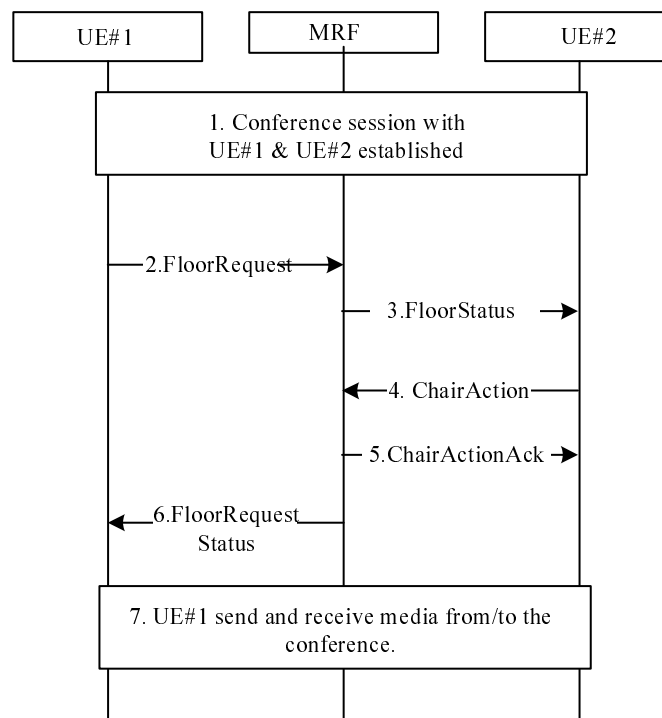 UE#1
MRF
UE#2
1. Conference session with
UE#1 & UE#2 established
2.FloorRequest
3.FloorStatus
4. ChairAction
5.ChairActionAck
6.FloorRequest
Status
7. UE#1 send and receive media from/to the
conference.